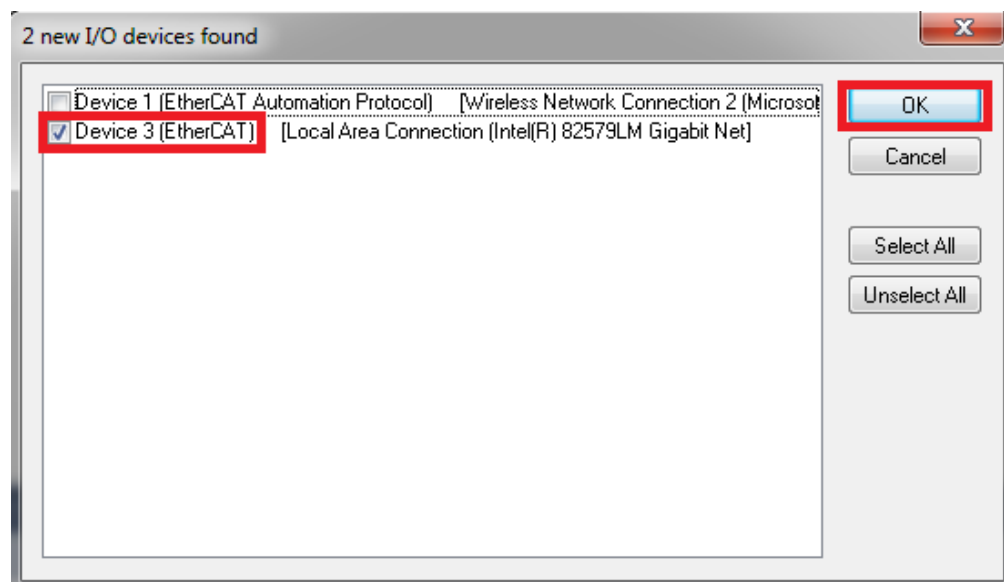 2 new I/O devices found
Device 1 (EtherCAT Automation Protocol) [Wireless Network Connection 2 (Microsof
Device 3 (EtherCAT) [Local Area Connection (Intel(R) 82579LM Gigabit Net]
OK
Cancel
Select All
Unselect All